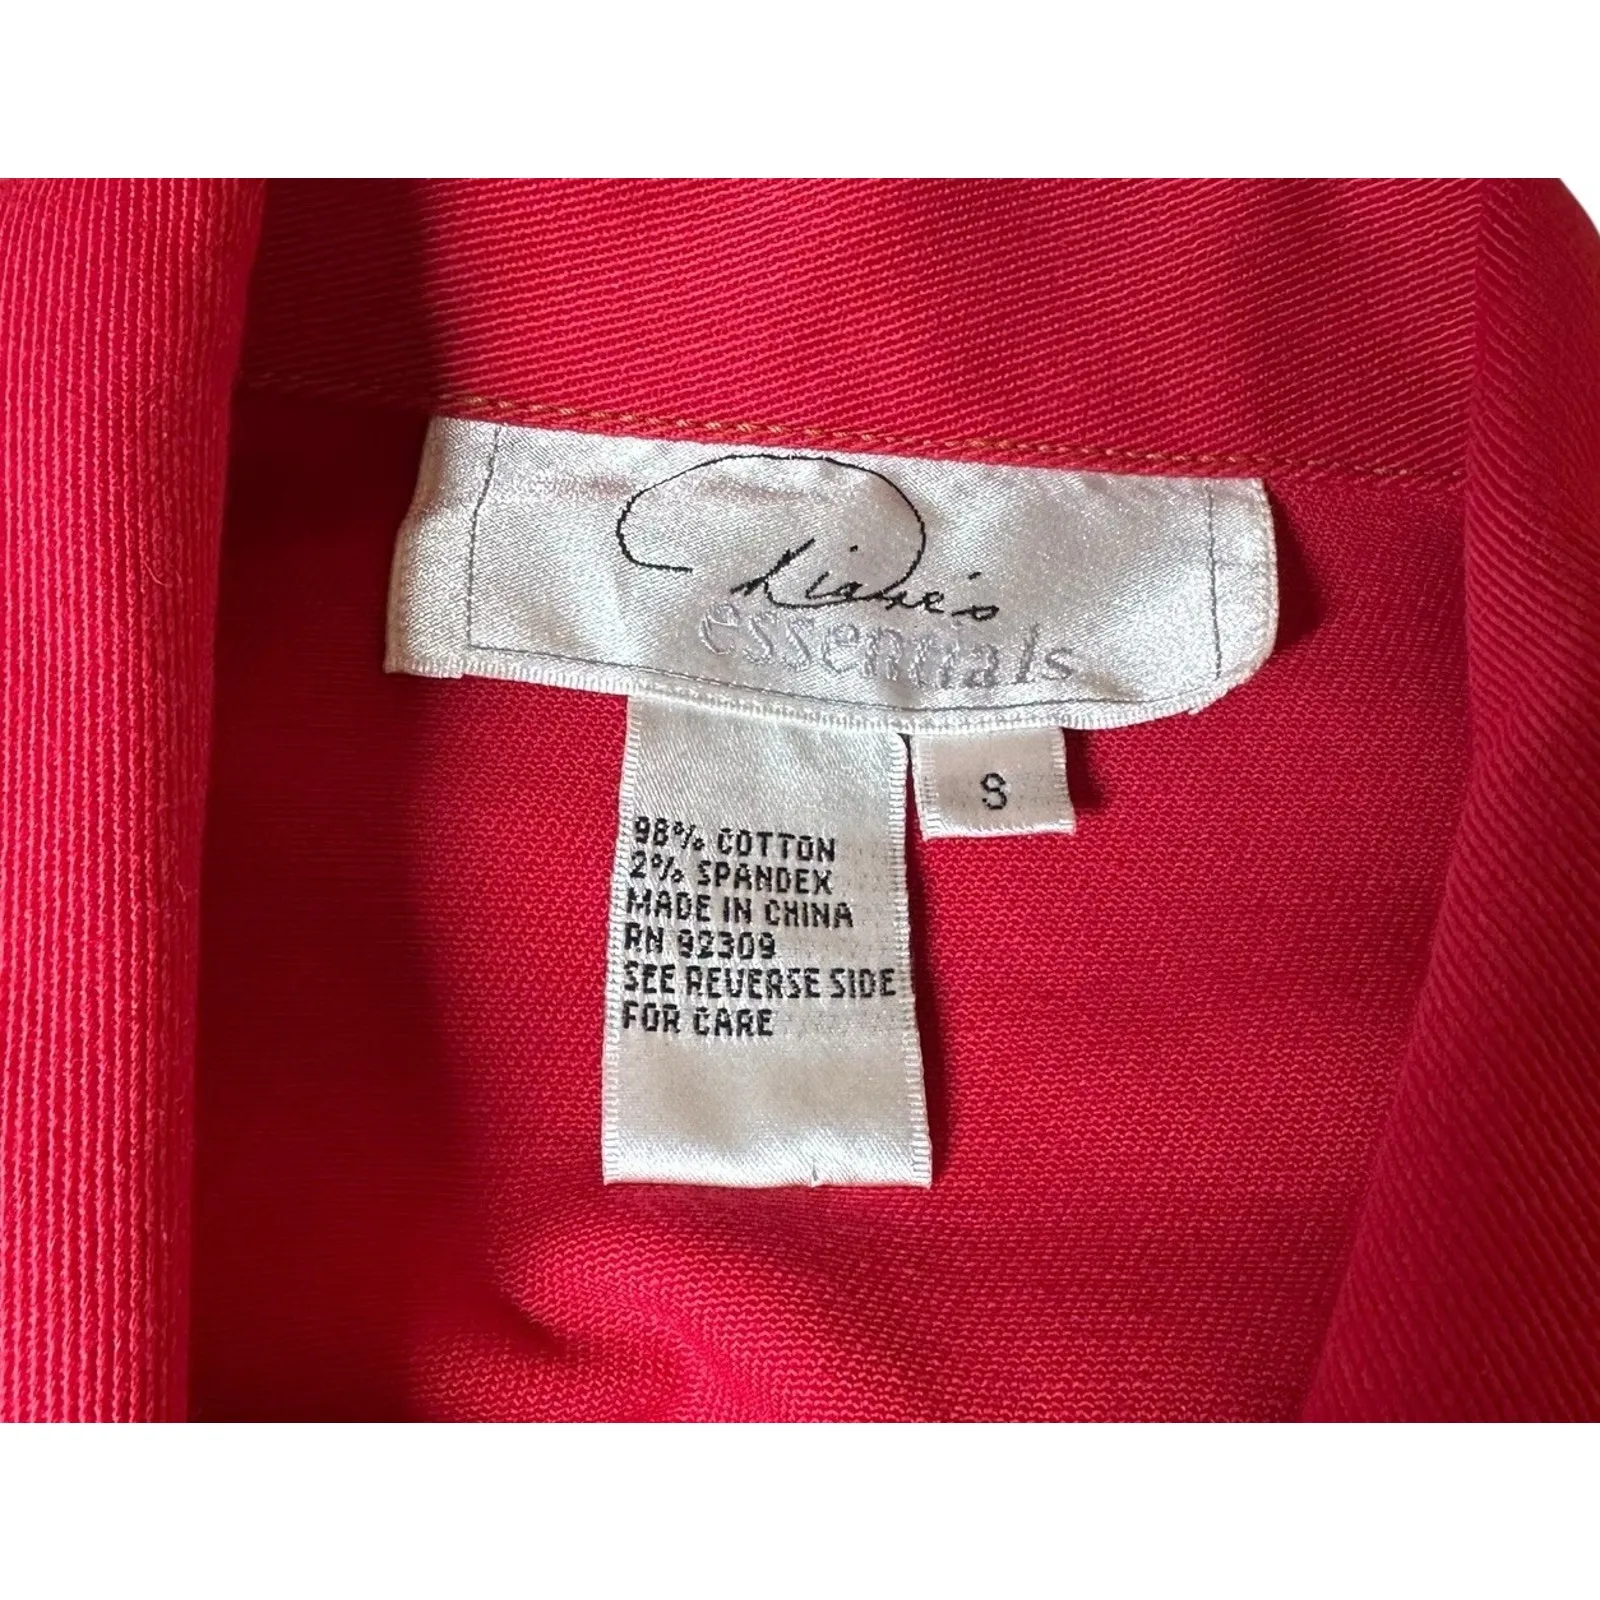 Diane's
essentials
S
98% COTTON
2% SPANDEX
MADE IN CHINA
RN 92309
SEE REVERSE SIDE
FOR CARE